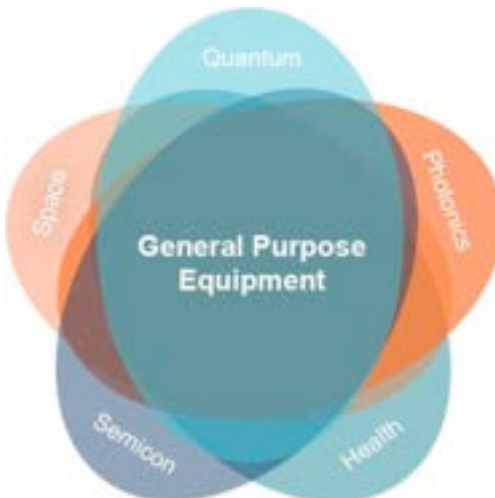 Quantum
Space
Photonics
General Purpose
Equipment
Semicon
Health